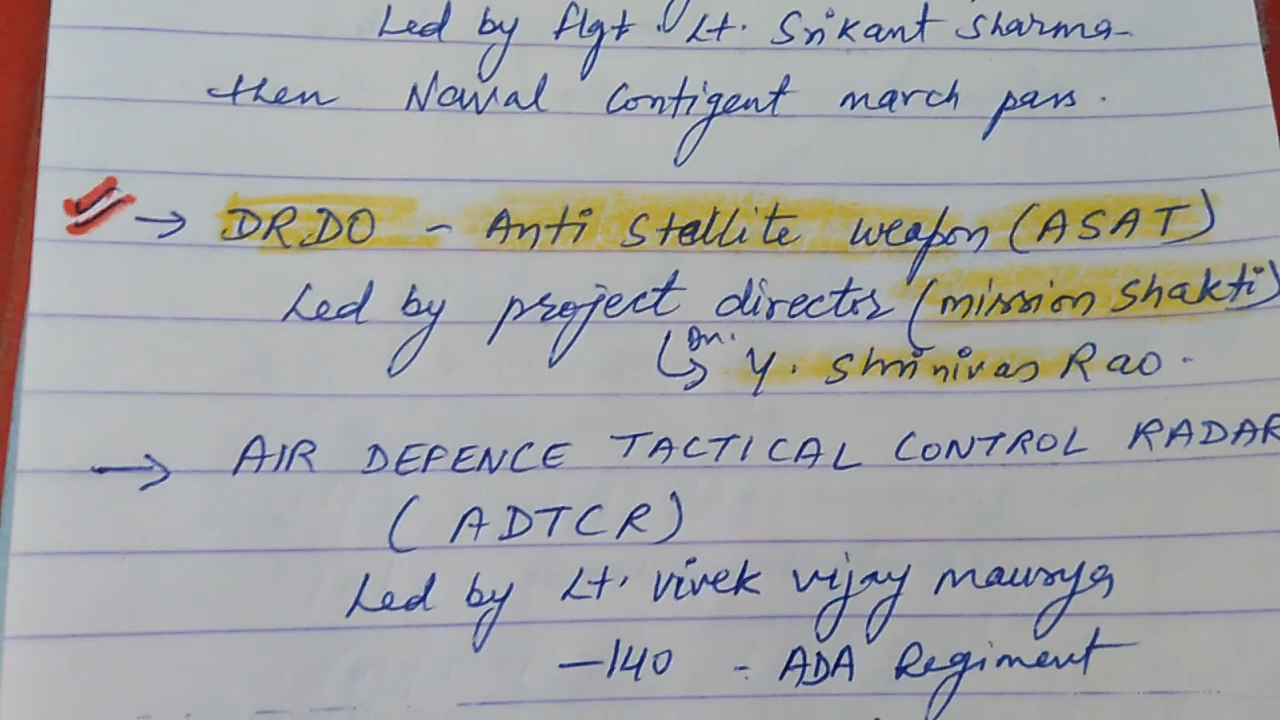 Led by flgt Lt. Srikant Sharma
then Naval Contigent march pass.
→ DRDO - Anti Stellite weapon (ASAT)
Led by project director (mission Shakti)
↳ Dr. Y. Shrinivas Rao.
→ AIR DEFENCE TACTICAL CONTROL RADAR
(ADTCR)
Led by Lt. vivek vijay maurya
- 140 - ADA Regiment